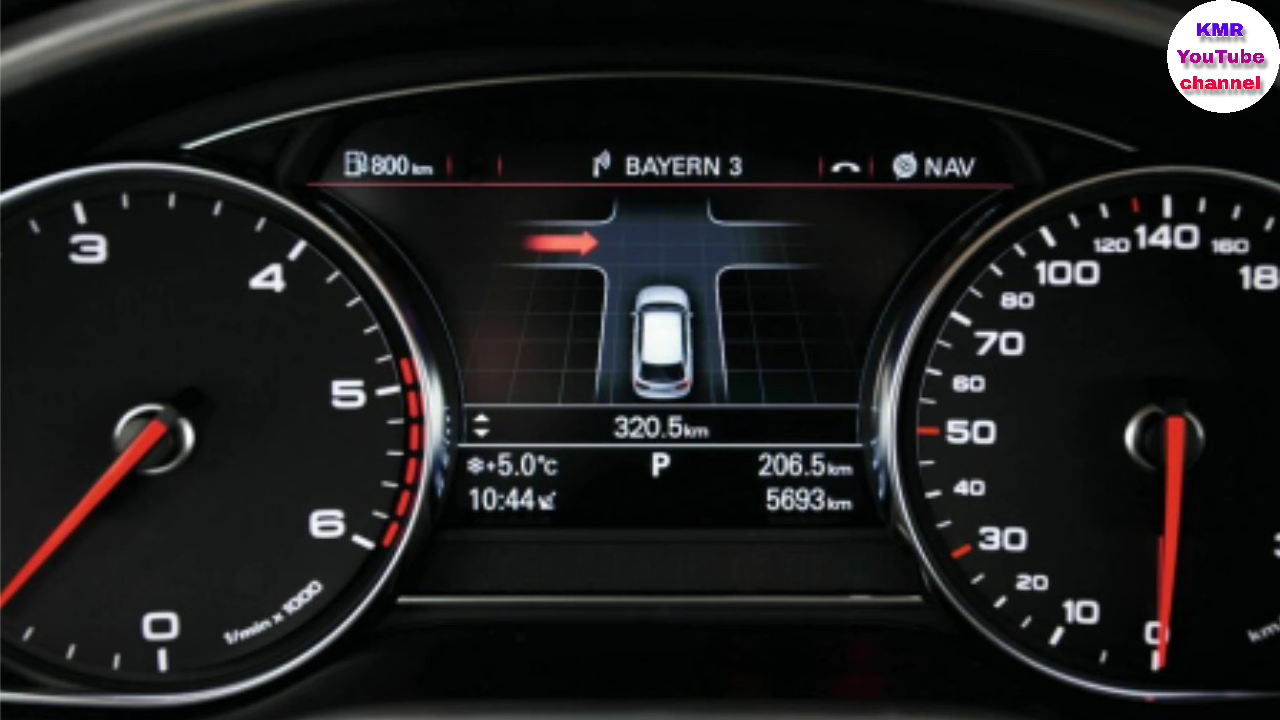 KMR
YouTube
channel
800 km
BAYERN 3
NAV
3
4
5
6
0
1/min x 1000
320.5km
+5.0°C
P
206.5km
10:44
5693km
0
10
20
30
40
50
60
70
80
100
120
140
160